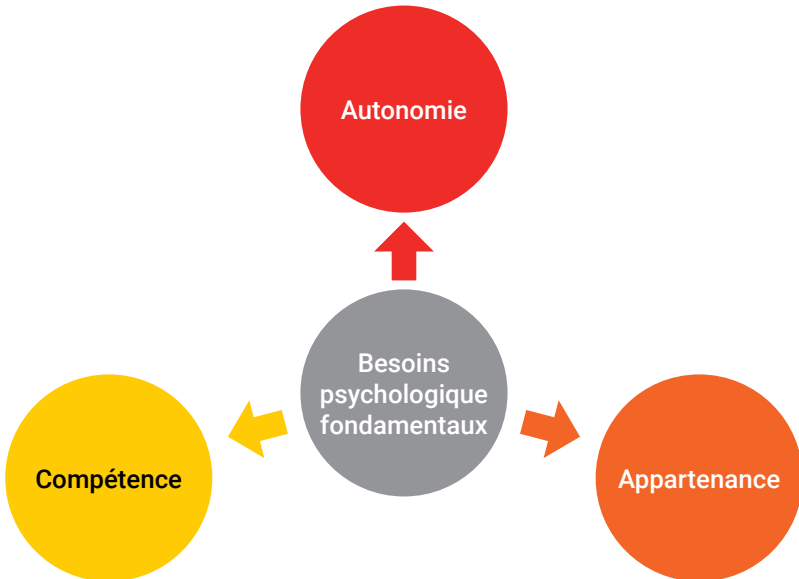 Autonomie
Besoins
psychologique
fondamentaux
Compétence
Appartenance